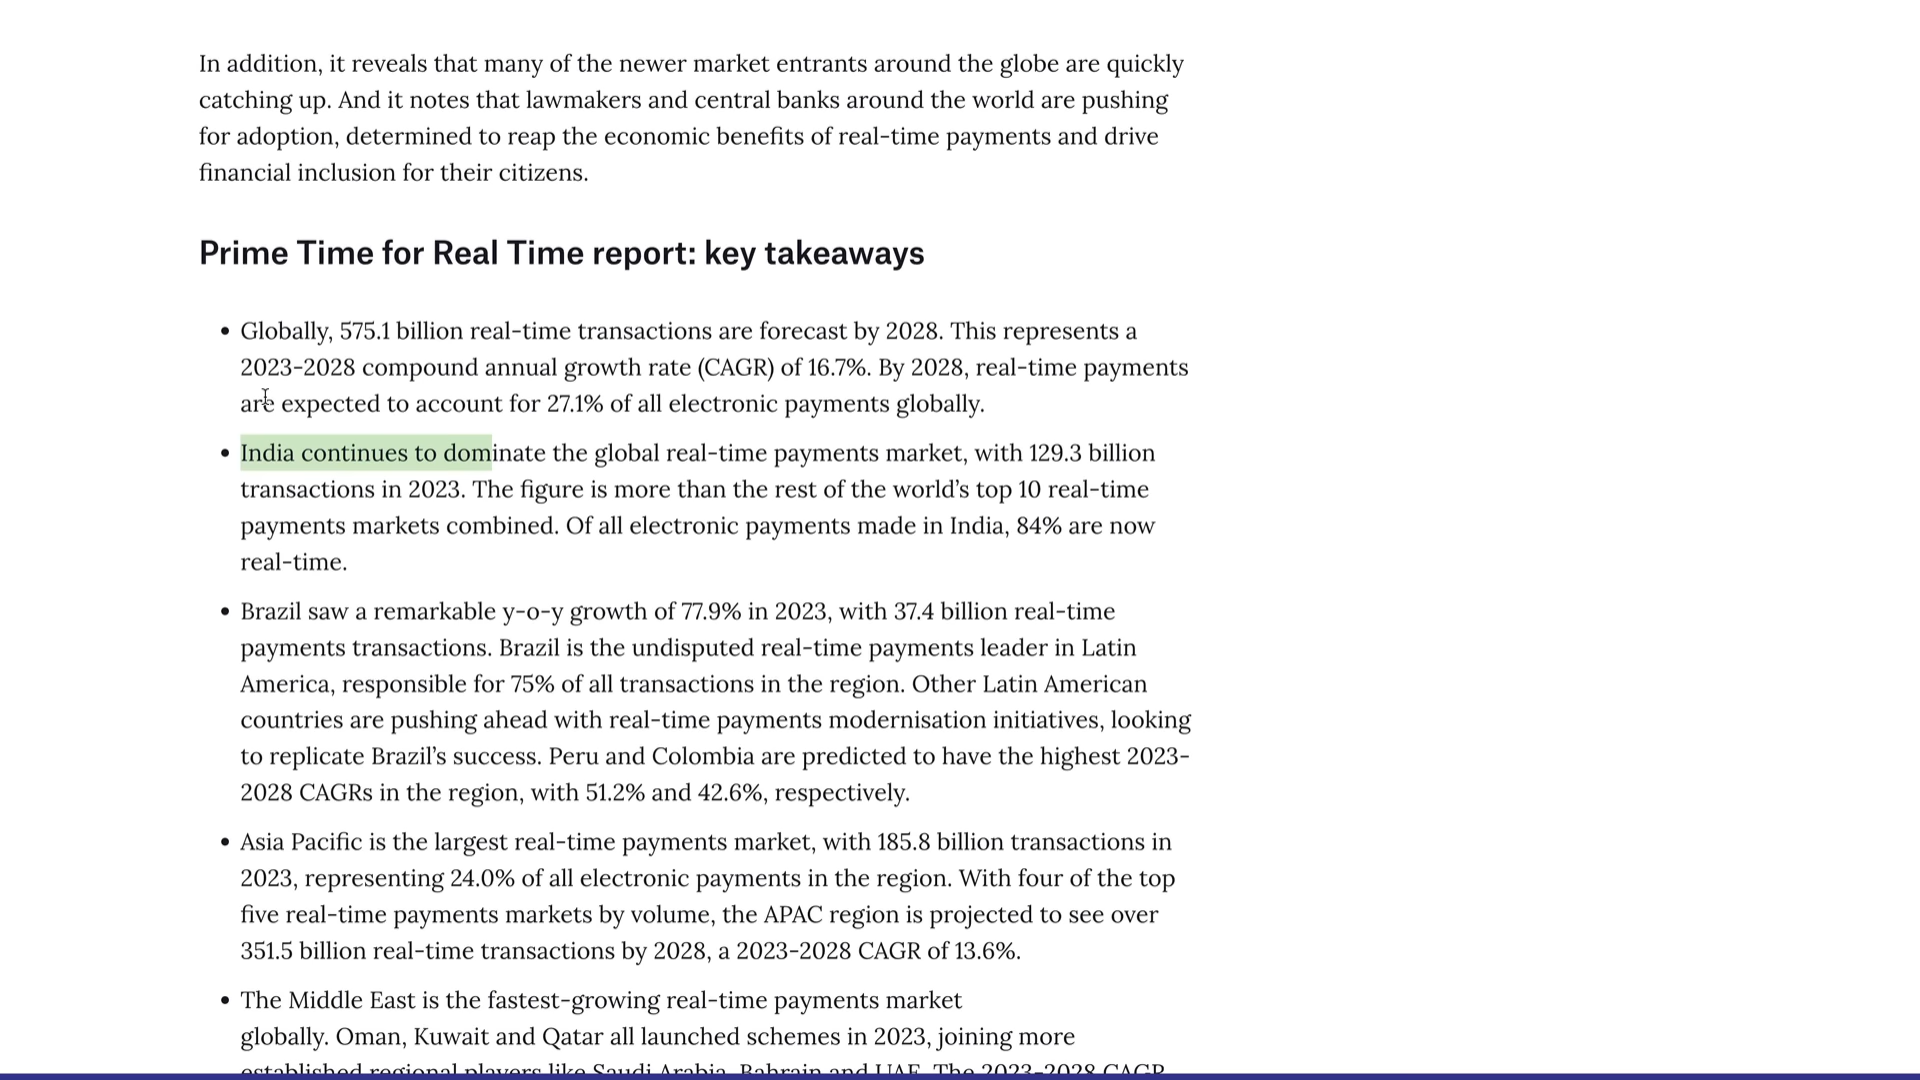 In addition, it reveals that many of the newer market entrants around the globe are quickly
catching up. And it notes that lawmakers and central banks around the world are pushing
for adoption, determined to reap the economic benefits of real-time payments and drive
financial inclusion for their citizens.
Prime Time for Real Time report: key takeaways
• Globally, 575.1 billion real-time transactions are forecast by 2028. This represents a
2023-2028 compound annual growth rate (CAGR) of 16.7%. By 2028, real-time payments
are expected to account for 27.1% of all electronic payments globally.
• India continues to dominate the global real-time payments market, with 129.3 billion
transactions in 2023. The figure is more than the rest of the world’s top 10 real-time
payments markets combined. Of all electronic payments made in India, 84% are now
real-time.
• Brazil saw a remarkable y-o-y growth of 77.9% in 2023, with 37.4 billion real-time
payments transactions. Brazil is the undisputed real-time payments leader in Latin
America, responsible for 75% of all transactions in the region. Other Latin American
countries are pushing ahead with real-time payments modernisation initiatives, looking
to replicate Brazil’s success. Peru and Colombia are predicted to have the highest 2023-
2028 CAGRs in the region, with 51.2% and 42.6%, respectively.
• Asia Pacific is the largest real-time payments market, with 185.8 billion transactions in
2023, representing 24.0% of all electronic payments in the region. With four of the top
five real-time payments markets by volume, the APAC region is projected to see over
351.5 billion real-time transactions by 2028, a 2023-2028 CAGR of 13.6%.
• The Middle East is the fastest-growing real-time payments market
globally. Oman, Kuwait and Qatar all launched schemes in 2023, joining more
established regional players like Saudi Arabia, Bahrain and UAE. The 2023-2028 CAGR